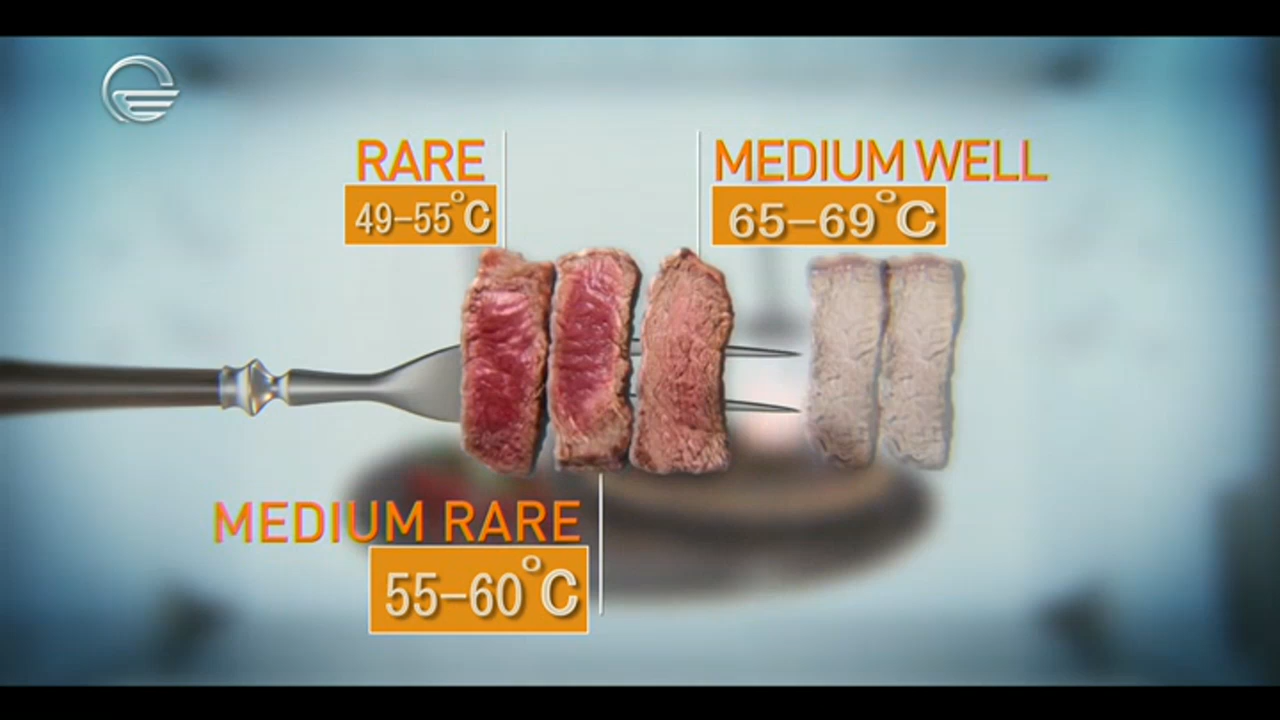 RARE
49–55°C
MEDIUM WELL
65–69°C
MEDIUM RARE
55–60°C